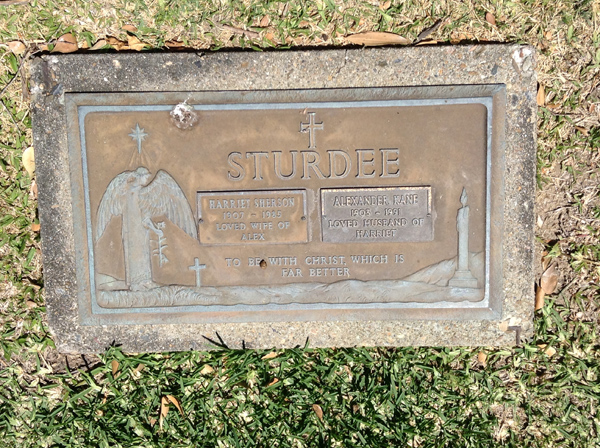 STURDEE
HARRIET SHERSON
1907 - 1985
LOVED WIFE OF
ALEX
ALEXANDER KANE
1905 - 1991
LOVED HUSBAND OF
HARRIET
TO BE WITH CHRIST, WHICH IS
FAR BETTER